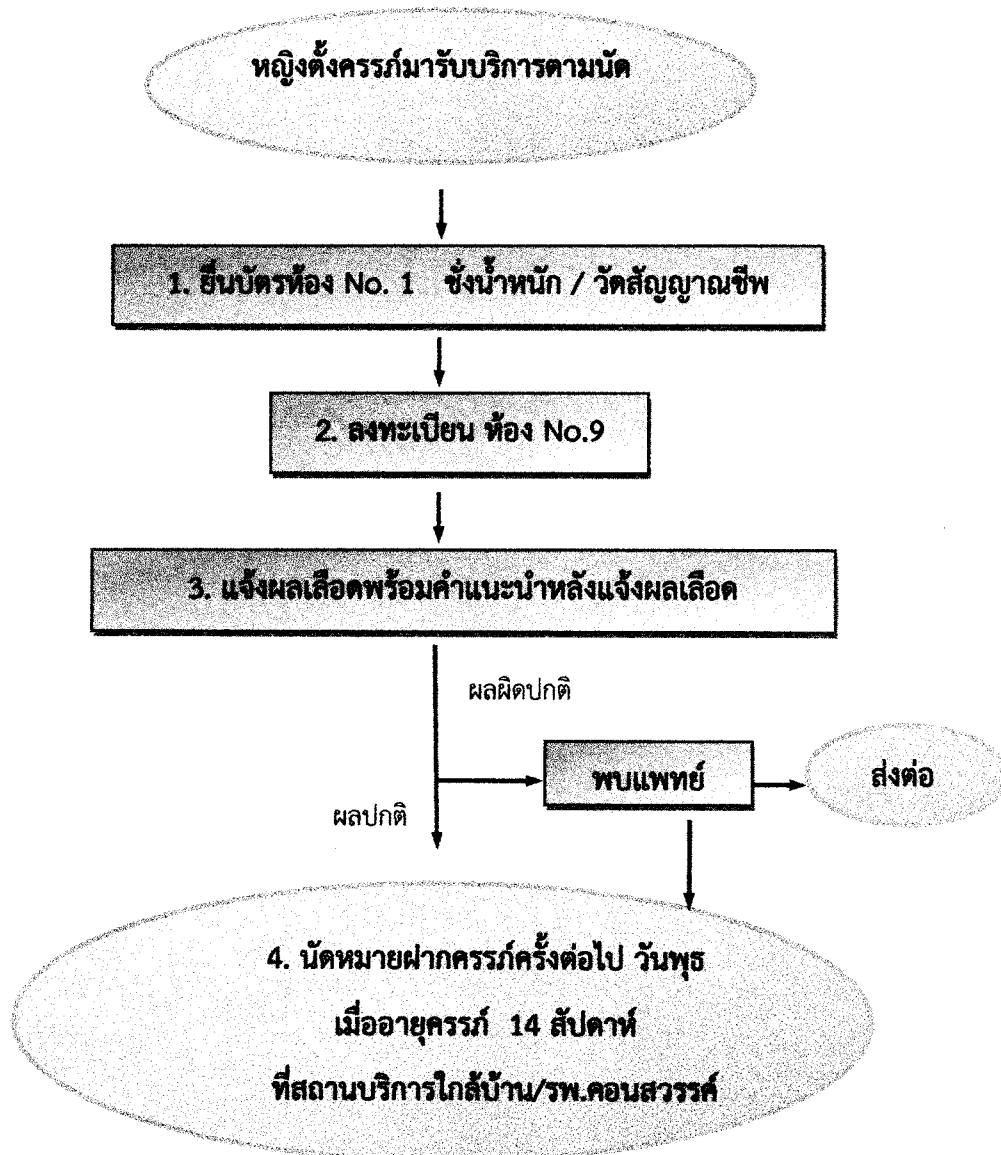 หญิงตั้งครรภ์มารับบริการตามนัด
1. ยื่นบัตรห้อง No. 1 ชั่งน้ำหนัก / วัดสัญญาณชีพ
2. ลงทะเบียน ห้อง No.9
3. แจ้งผลเลือดพร้อมคำแนะนำหลังแจ้งผลเลือด
ผลผิดปกติ
พบแพทย์
ส่งต่อ
ผลปกติ
4. นัดหมายฝากครรภ์ครั้งต่อไป วันพุธ
เมื่ออายุครรภ์ 14 สัปดาห์
ที่สถานบริการใกล้บ้าน/รพ.คอนสวรรค์